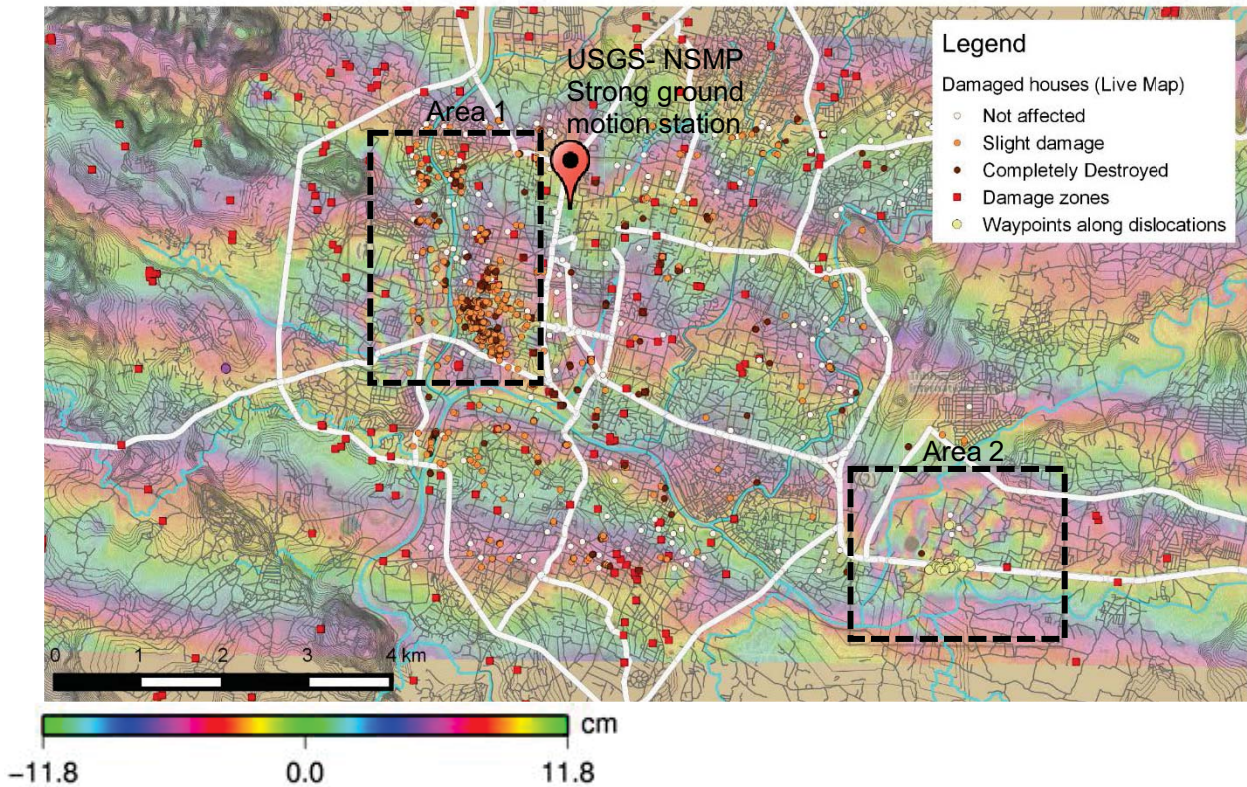 USGS- NSMP
Strong ground
motion station
Area 1
Legend
Damaged houses (Live Map)
Not affected
Slight damage
Completely Destroyed
Damage zones
Waypoints along dislocations
Area 2
0 1 2 3 4 km
cm
−11.8 0.0 11.8